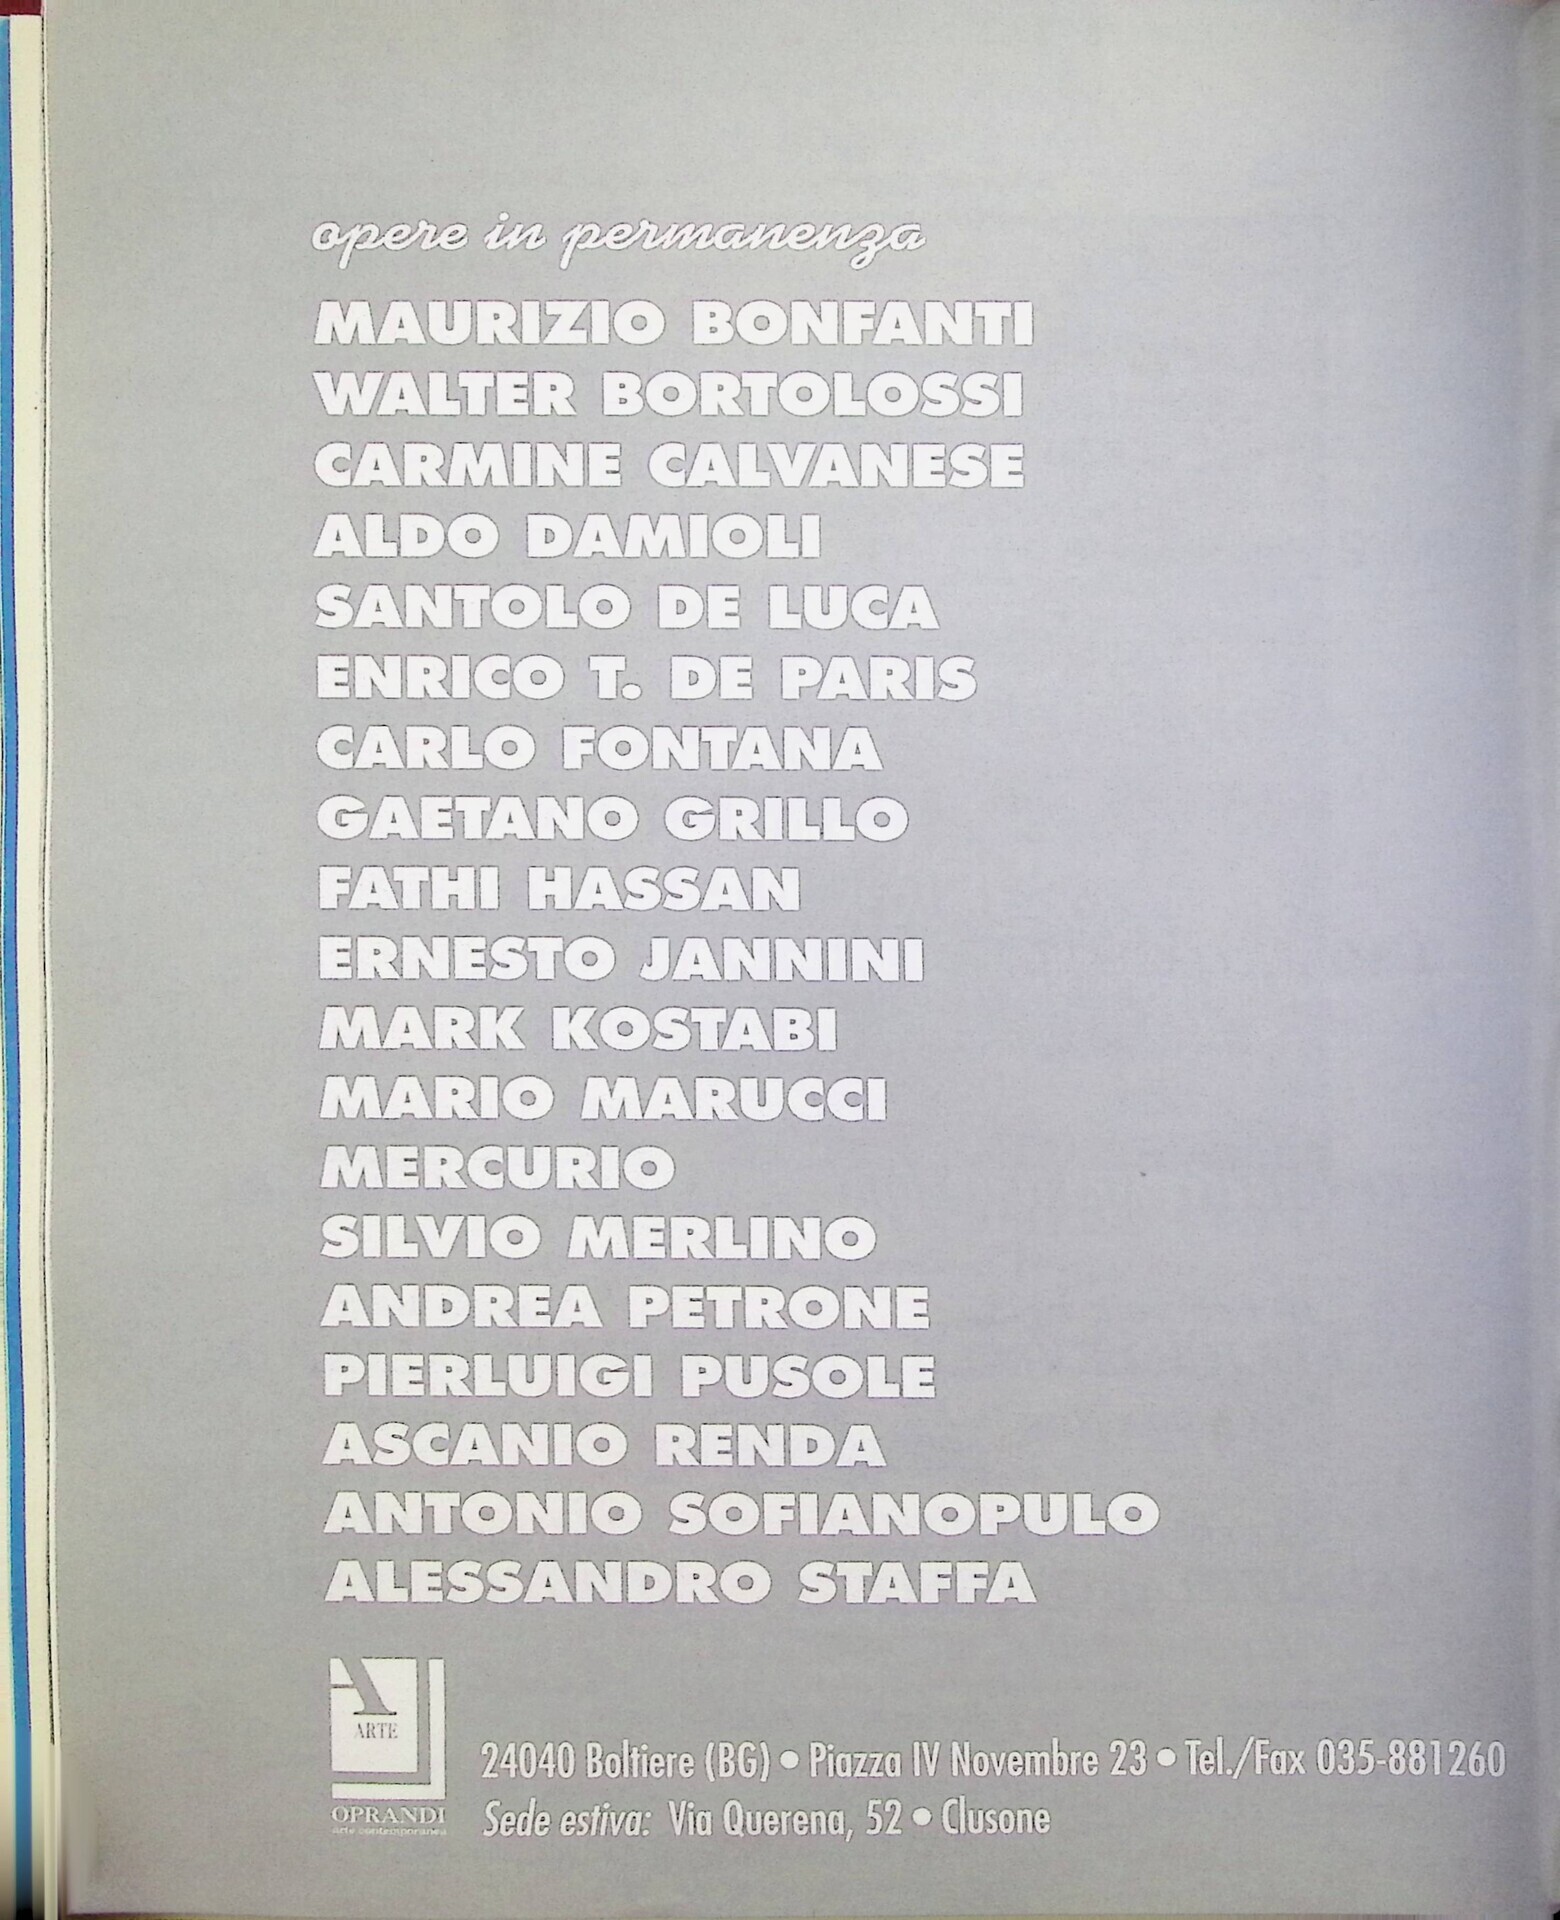 opere in permanenza
MAURIZIO BONFANTI
WALTER BORTOLOSSI
CARMINE CALVANESE
ALDO DAMIOLI
SANTOLO DE LUCA
ENRICO T. DE PARIS
CARLO FONTANA
GAETANO GRILLO
FATHI HASSAN
ERNESTO JANNINI
MARK KOSTABI
MARIO MARUCCI
MERCURIO
SILVIO MERLINO
ANDREA PETRONE
PIERLUIGI PUSOLE
ASCANIO RENDA
ANTONIO SOFIANOPULO
ALESSANDRO STAFFA
A
ARTE
OPRANDI
arte contemporanea
24040 Boltiere (BG) • Piazza IV Novembre 23 • Tel./Fax 035-881260
Sede estiva: Via Querena, 52 • Clusone